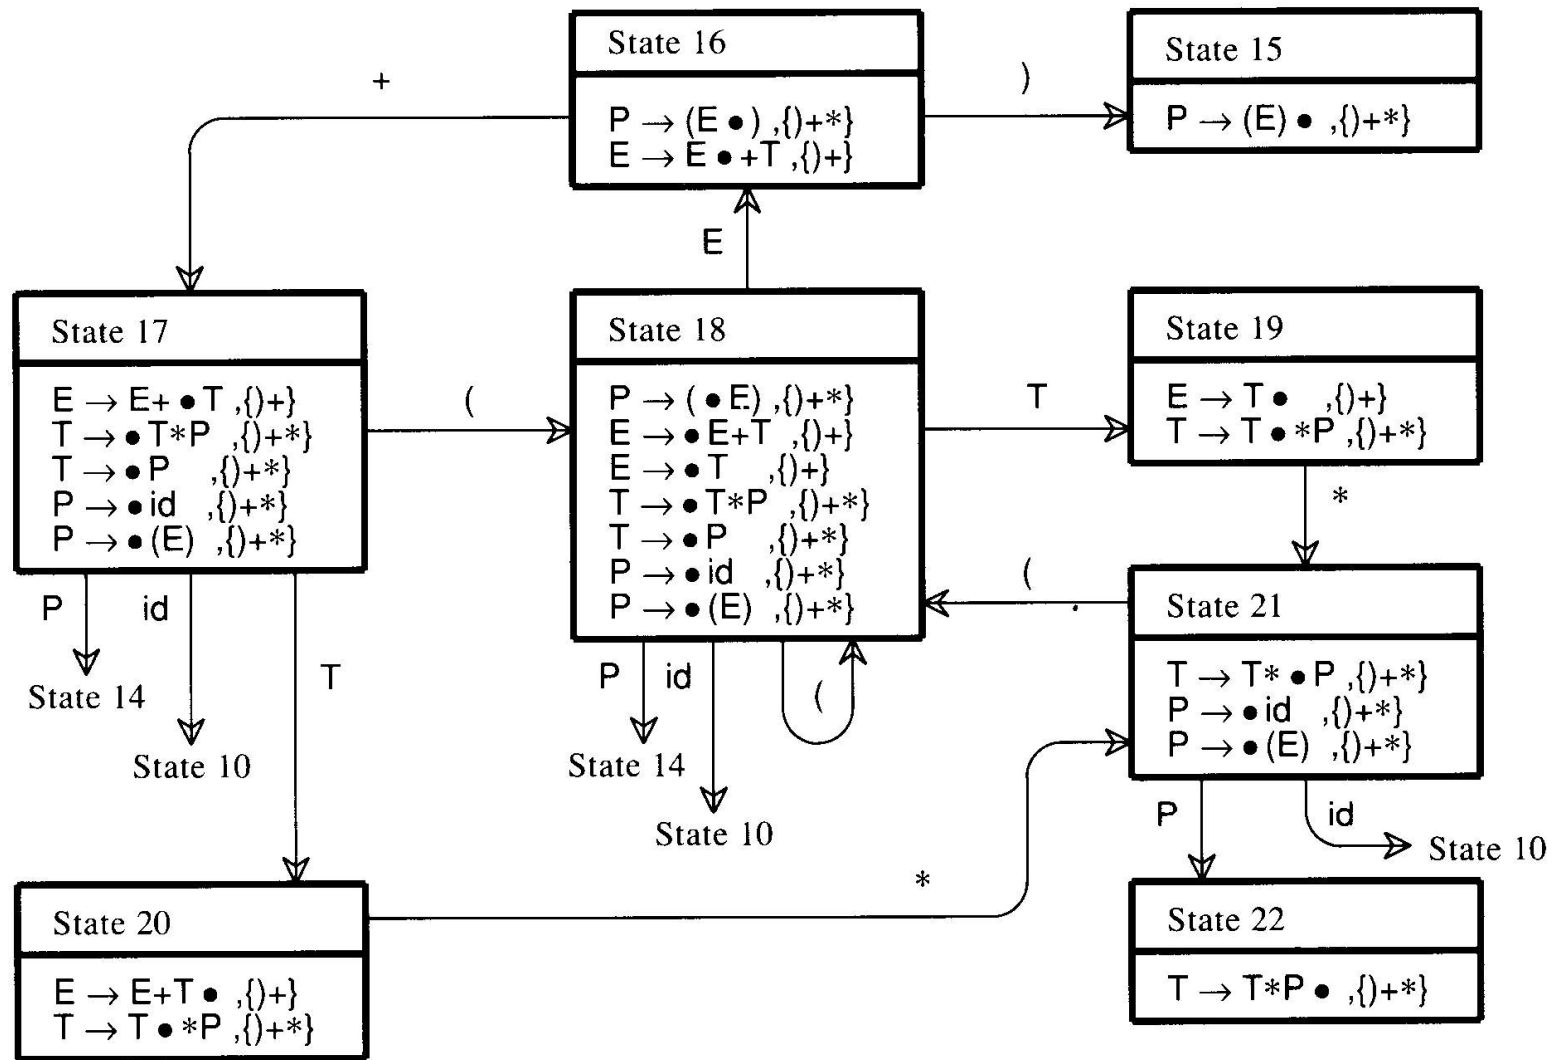 State 16
P → (E ● ) ,{)+*}
E → E ● +T ,{)+}
State 15
P → (E) ● ,{)+*}
+
)
E
State 17
E → E+ ● T ,{)+}
T → ● T*P ,{)+*}
T → ● P ,{)+*}
P → ● id ,{)+*}
P → ● (E) ,{)+*}
(
State 18
P → ( ● E) ,{)+*}
E → ● E+T ,{)+}
E → ● T ,{)+}
T → ● T*P ,{)+*}
T → ● P ,{)+*}
P → ● id ,{)+*}
P → ● (E) ,{)+*}
T
State 19
E → T ● ,{)+}
T → T ● *P ,{)+*}
*
(
State 21
T → T* ● P ,{)+*}
P → ● id ,{)+*}
P → ● (E) ,{)+*}
P
id
T
State 14
State 10
P
id
(
State 14
State 10
P
id
State 10
*
State 20
E → E+T ● ,{)+}
T → T ● *P ,{)+*}
State 22
T → T*P ● ,{)+*}